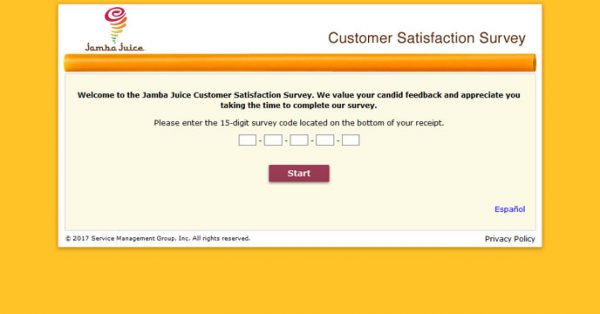 Jamba Juice
Customer Satisfaction Survey
Welcome to the Jamba Juice Customer Satisfaction Survey. We value your candid feedback and appreciate you
taking the time to complete our survey.
Please enter the 15-digit survey code located on the bottom of your receipt.
- - - -
Start
Español
© 2017 Service Management Group, Inc. All rights reserved.
Privacy Policy